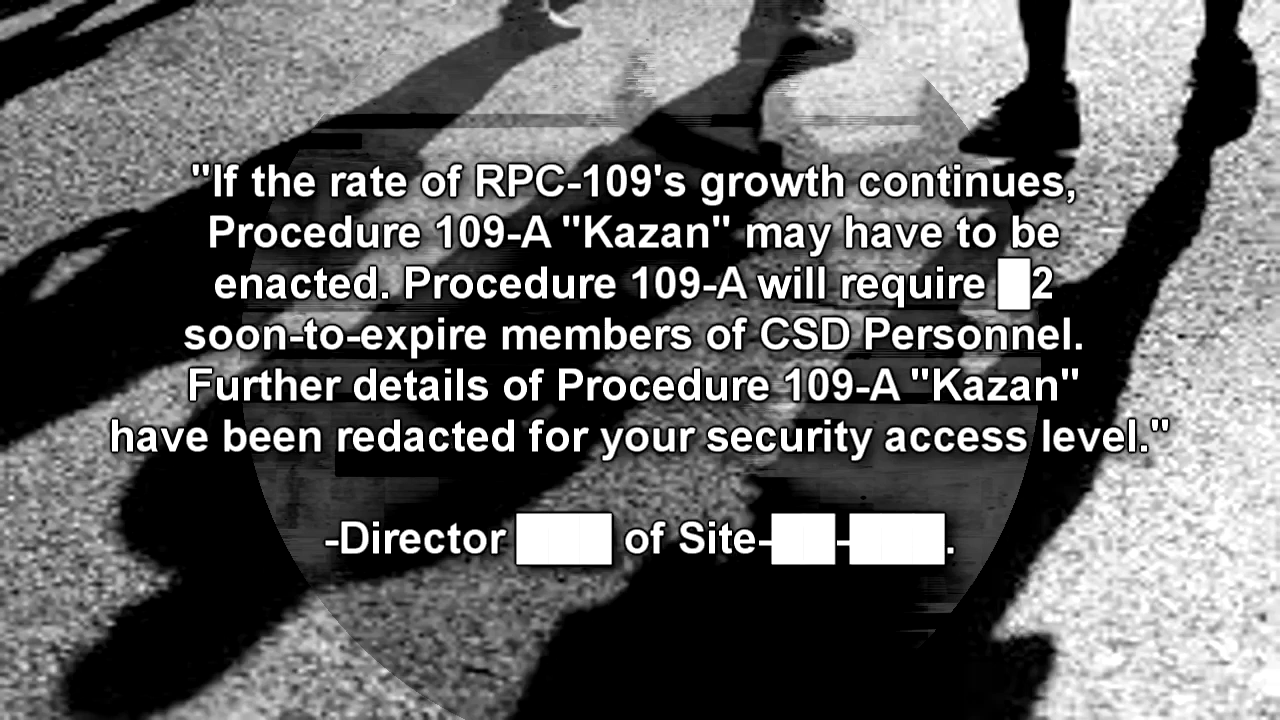 "If the rate of RPC-109's growth continues,
Procedure 109-A "Kazan" may have to be
enacted. Procedure 109-A will require █2
soon-to-expire members of CSD Personnel.
Further details of Procedure 109-A "Kazan"
have been redacted for your security access level."
-Director ███ of Site-██-███.